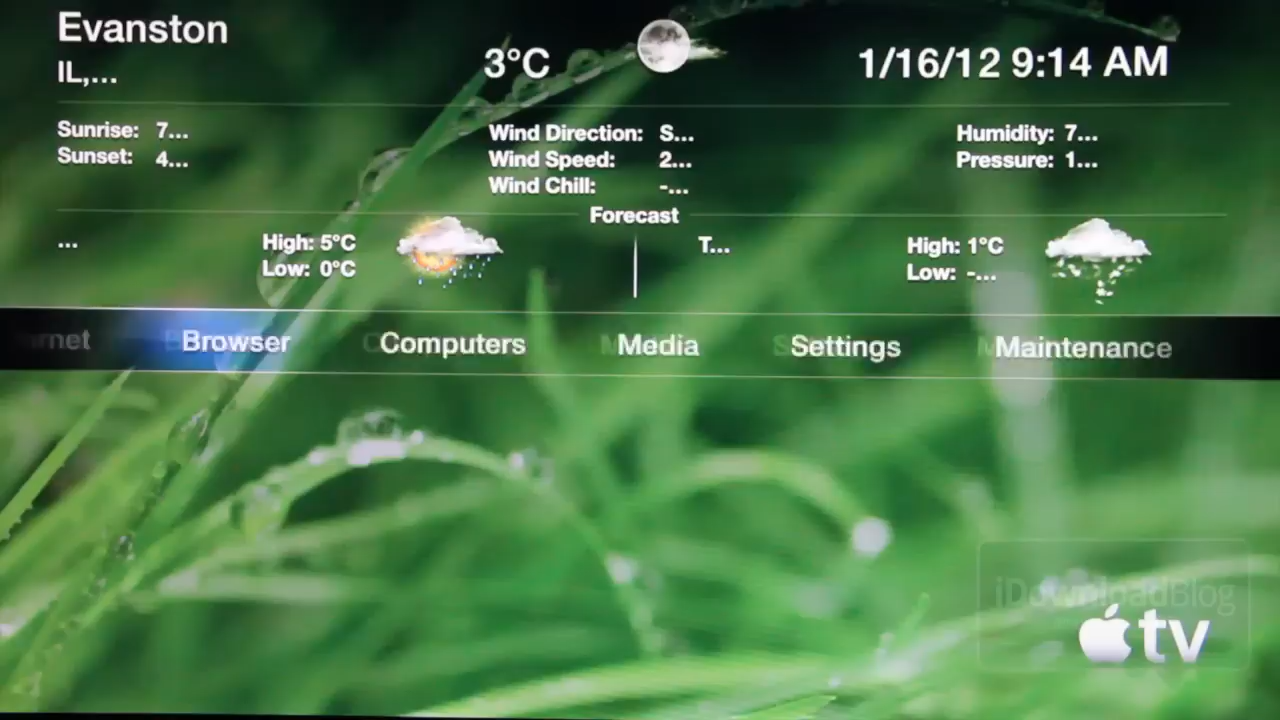 Evanston
IL,...
3°C
1/16/12 9:14 AM
Sunrise: 7...
Sunset: 4...
Wind Direction: S...
Wind Speed: 2...
Wind Chill: -...
Humidity: 7...
Pressure: 1...
Forecast
...
High: 5°C
Low: 0°C
T...
High: 1°C
Low: -...
Browser
Computers
Media
Settings
Maintenance
iDownloadBlog
tv